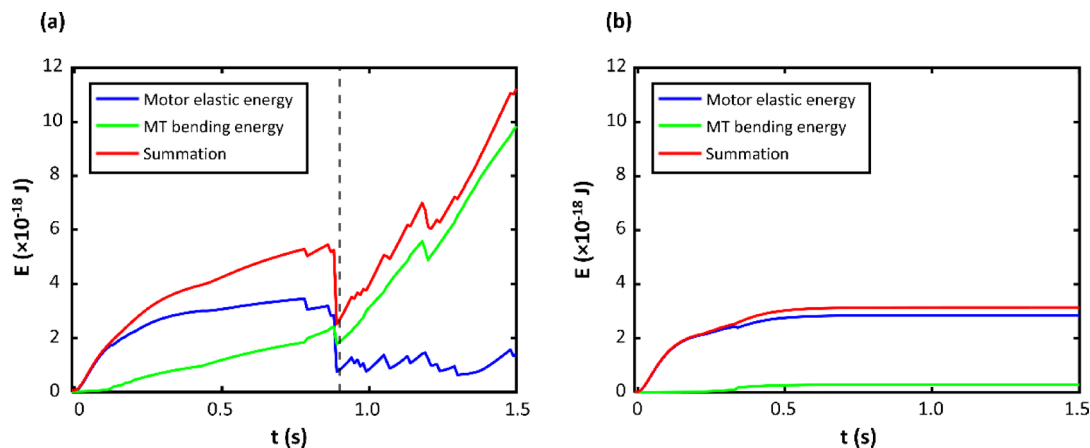 (a)
12
10
8
6
4
2
0
E (×10⁻¹⁸ J)
Motor elastic energy
MT bending energy
Summation
0 0.5 1.0 1.5
t (s)
(b)
12
10
8
6
4
2
0
E (×10⁻¹⁸ J)
Motor elastic energy
MT bending energy
Summation
0 0.5 1.0 1.5
t (s)